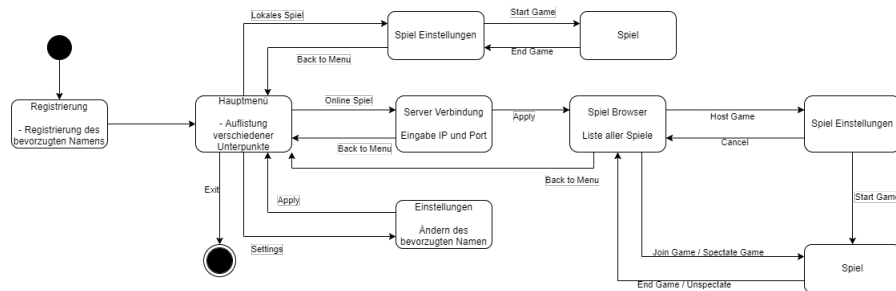 Lokales Spiel
Start Game
Spiel Einstellungen
Spiel
End Game
Back to Menu
Registrierung
- Registrierung des
bevorzugten Namens
Hauptmenü
- Auflistung
verschiedener
Unterpunkte
Online Spiel
Server Verbindung
Eingabe IP und Port
Back to Menu
Apply
Spiel Browser
Liste aller Spiele
Host Game
Spiel Einstellungen
Cancel
Back to Menu
Exit
Apply
Einstellungen
Ändern des
bevorzugten Namen
Settings
Start Game
Join Game / Spectate Game
Spiel
End Game / Unspectate